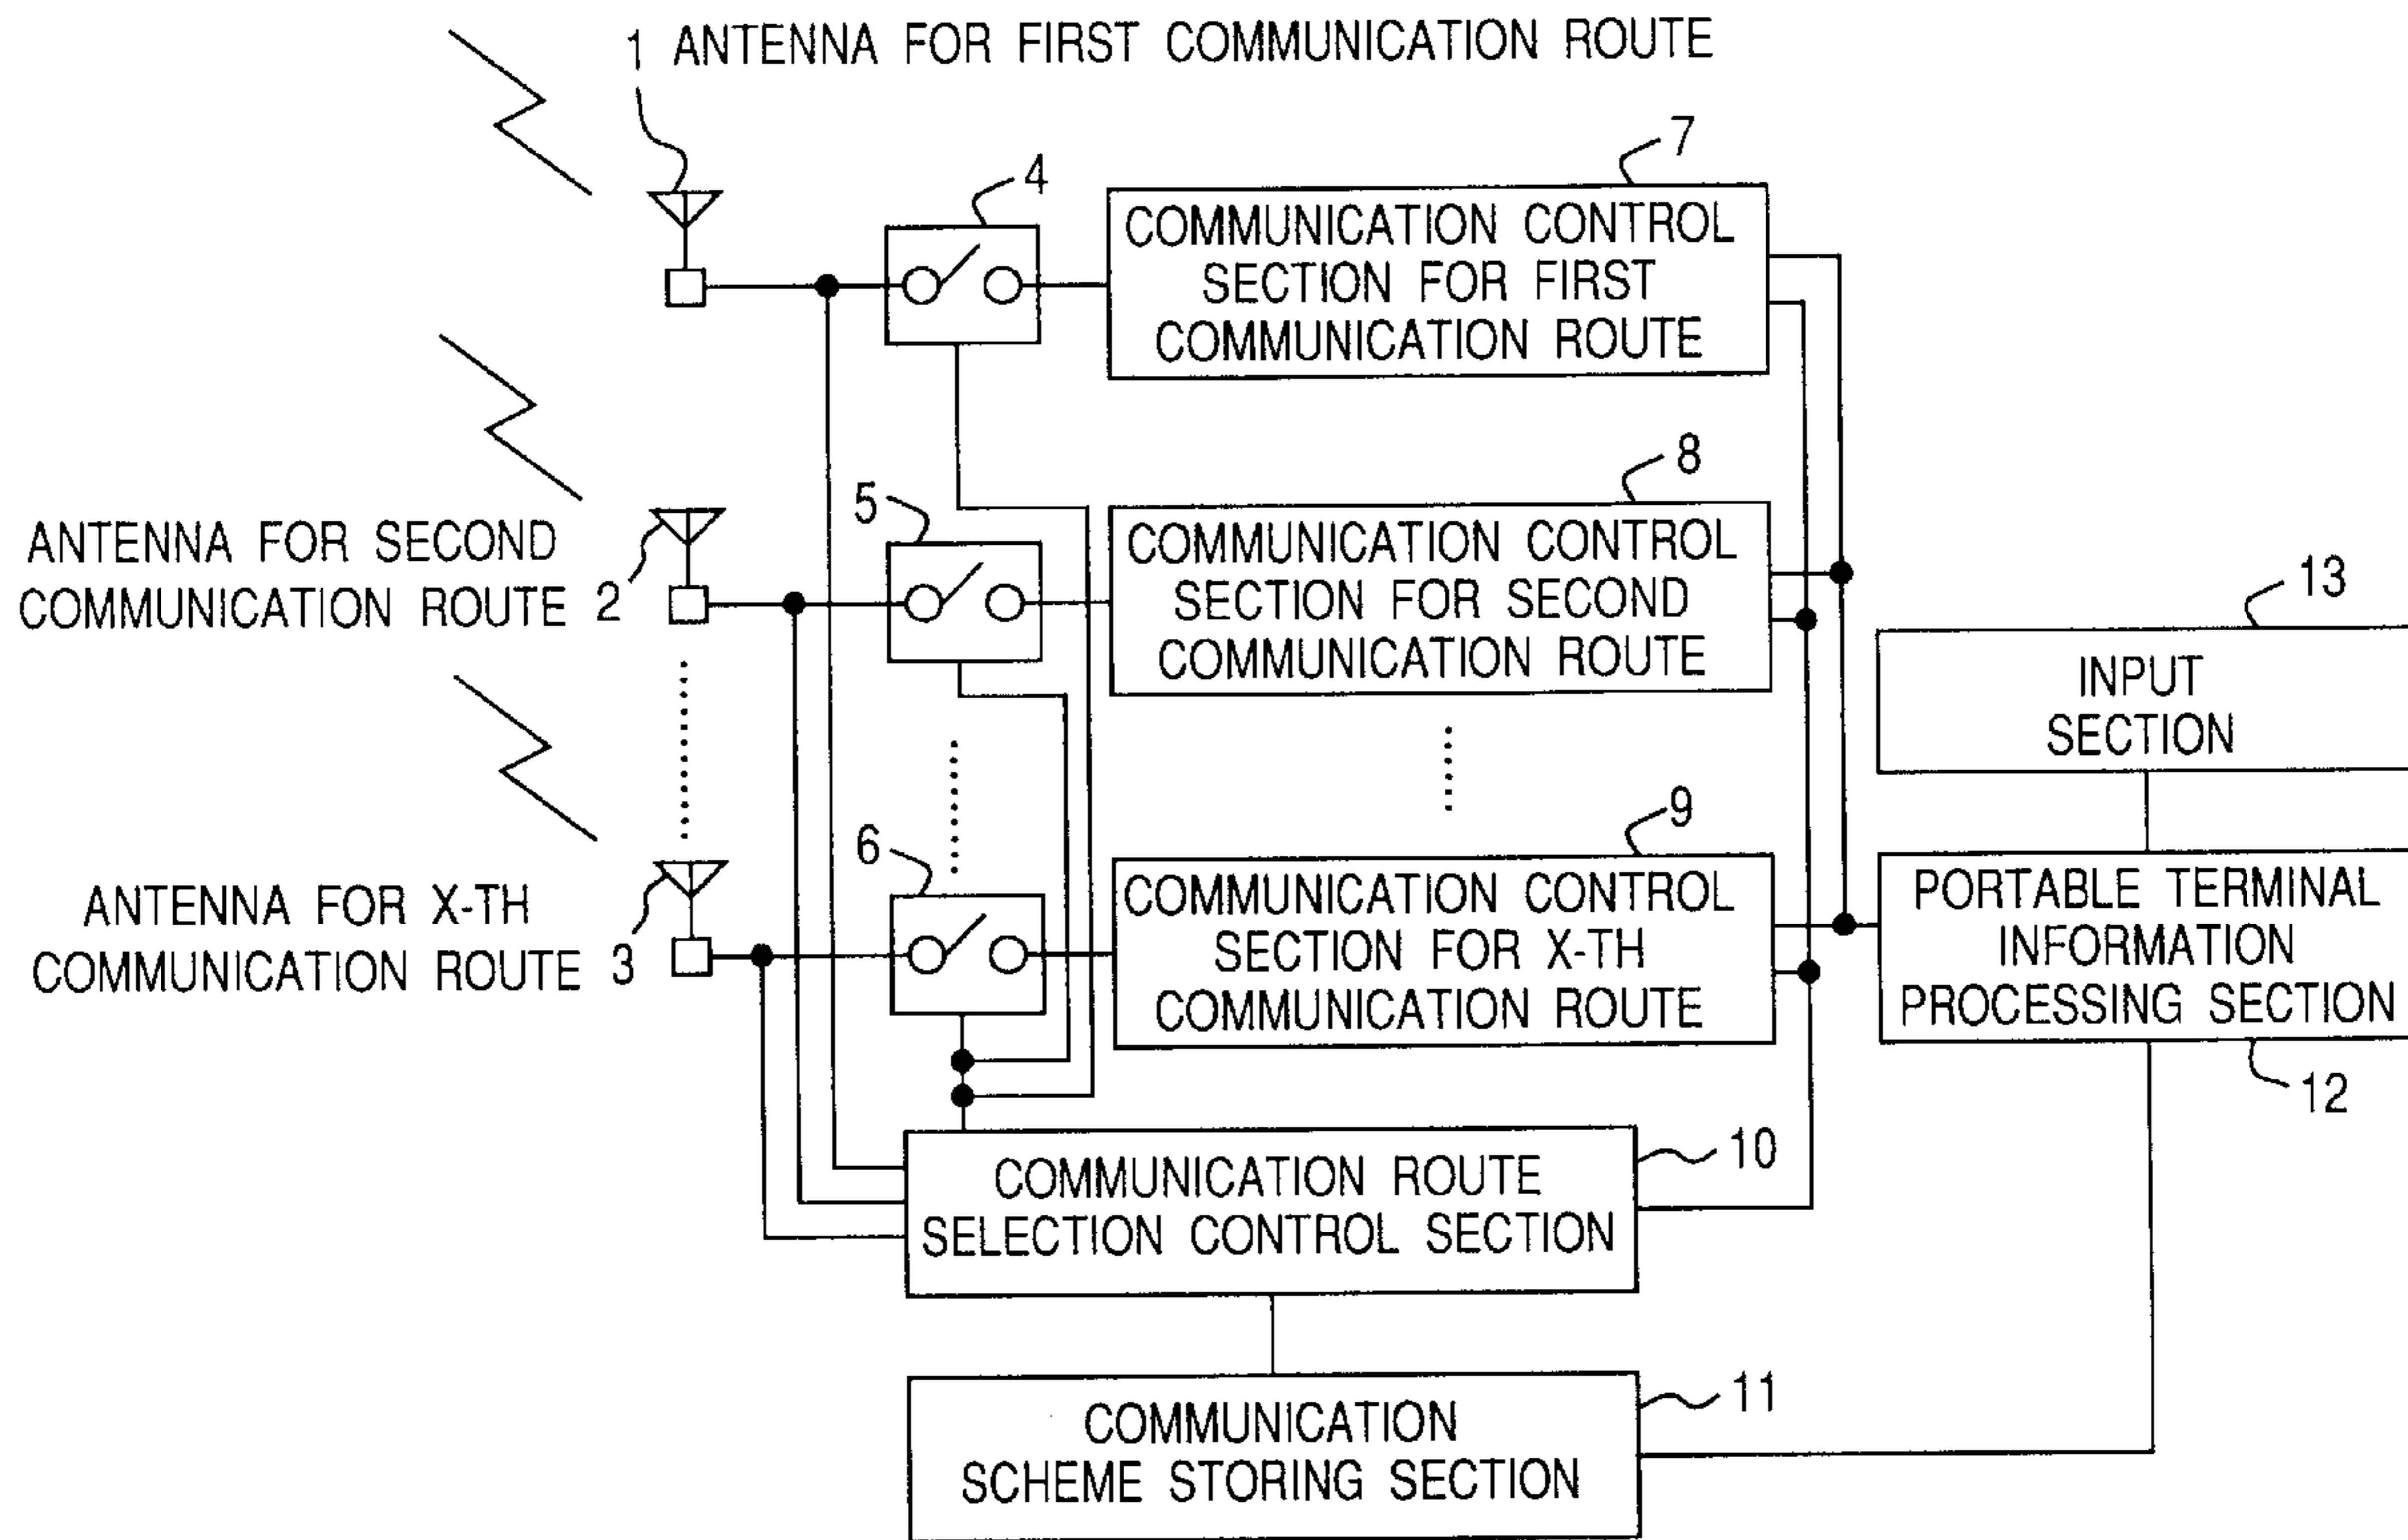 1 ANTENNA FOR FIRST COMMUNICATION ROUTE
4
7
COMMUNICATION CONTROL
SECTION FOR FIRST
COMMUNICATION ROUTE
ANTENNA FOR SECOND
COMMUNICATION ROUTE 2
5
8
COMMUNICATION CONTROL
SECTION FOR SECOND
COMMUNICATION ROUTE
13
INPUT
SECTION
ANTENNA FOR X-TH
COMMUNICATION ROUTE 3
6
9
COMMUNICATION CONTROL
SECTION FOR X-TH
COMMUNICATION ROUTE
PORTABLE TERMINAL
INFORMATION
PROCESSING SECTION
12
10
COMMUNICATION ROUTE
SELECTION CONTROL SECTION
11
COMMUNICATION
SCHEME STORING SECTION